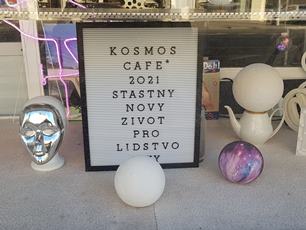 KOSMOS
CAFE*
2021
STASTNY
NOVY
ZIVOT
PRO
LIDSTVO